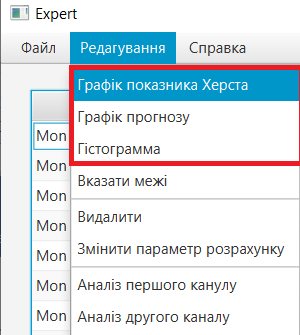 Expert
Файл Редагування Справка
Графік показника Херста
Графік прогнозу
Гістограмма
Вказати межі
Видалити
Змінити параметр розрахунку
Аналіз першого канулу
Аналіз другого каналу
Mon
Mon
Mon
Mon
Mon
Mon
Mon